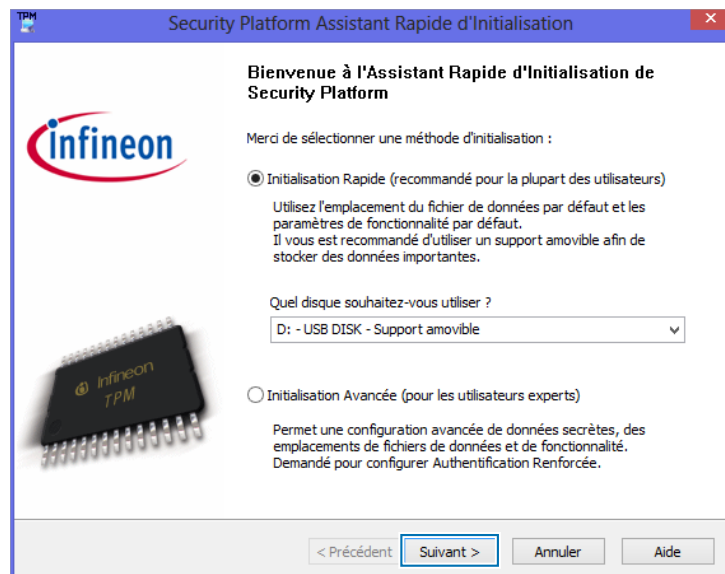 TPM
Security Platform Assistant Rapide d'Initialisation
Bienvenue à l'Assistant Rapide d'Initialisation de
Security Platform
infineon
Merci de sélectionner une méthode d'initialisation :
Initialisation Rapide (recommandé pour la plupart des utilisateurs)
Utilisez l'emplacement du fichier de données par défaut et les
paramètres de fonctionnalité par défaut.
Il vous est recommandé d'utiliser un support amovible afin de
stocker des données importantes.
Quel disque souhaitez-vous utiliser ?
D: - USB DISK - Support amovible
Infineon
TPM
Initialisation Avancée (pour les utilisateurs experts)
Permet une configuration avancée de données secrètes, des
emplacements de fichiers de données et de fonctionnalité.
Demandé pour configurer Authentification Renforcée.
< Précédent
Suivant >
Annuler
Aide